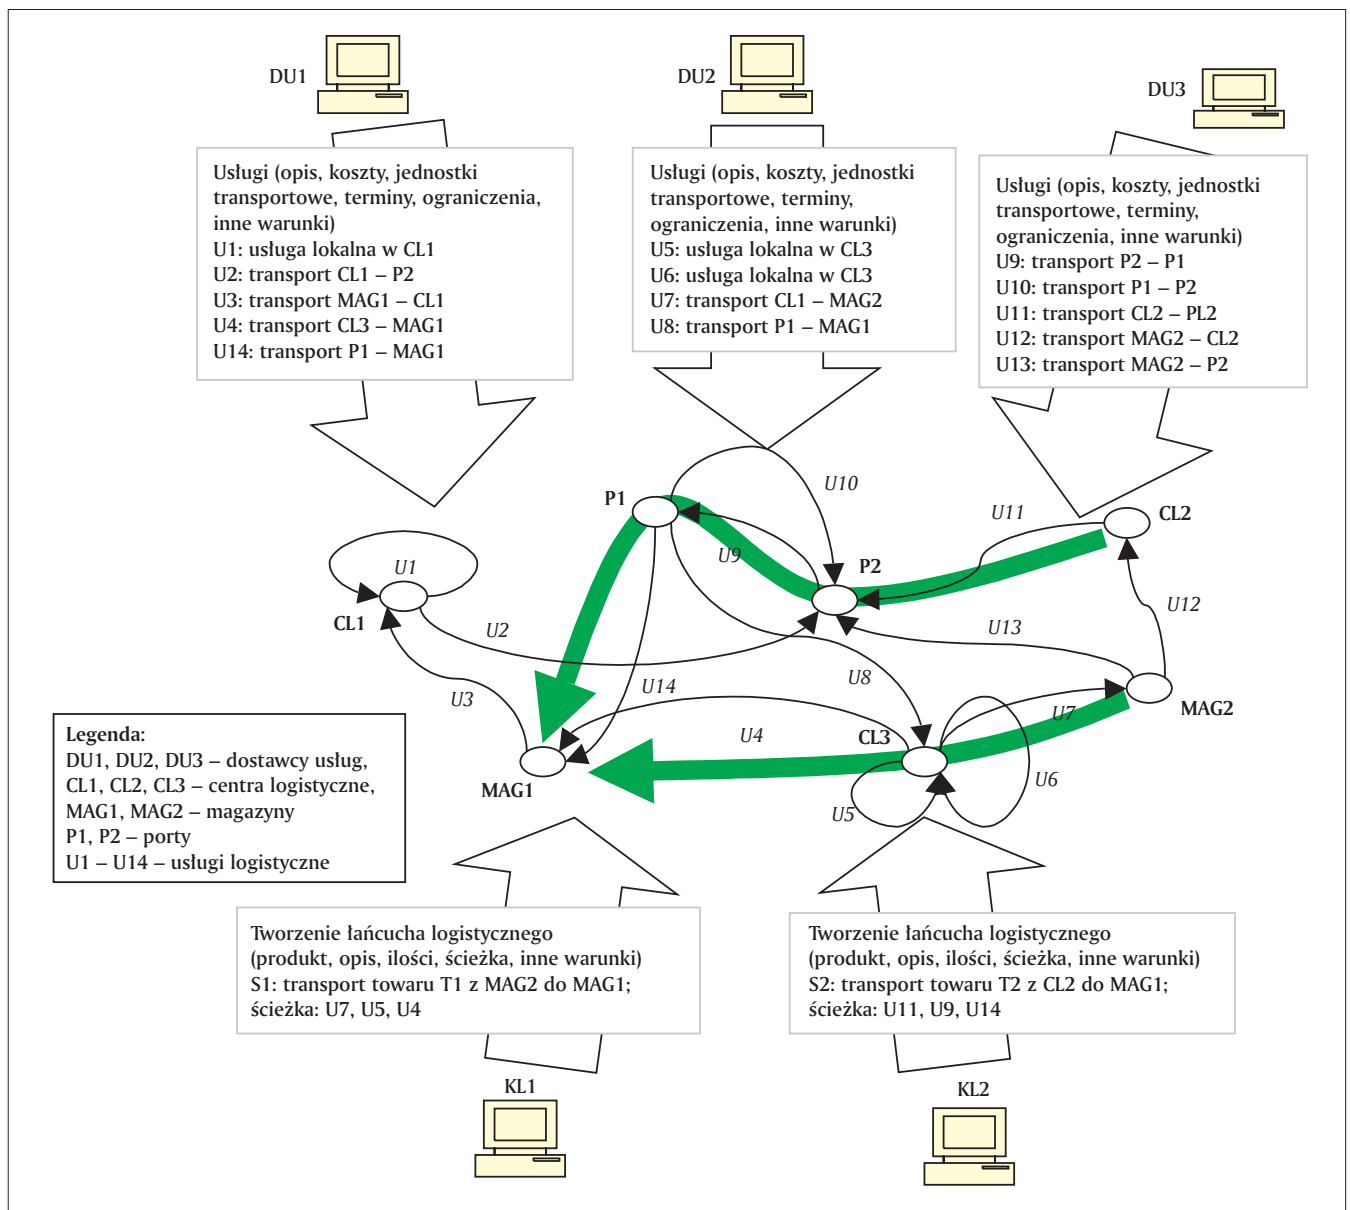 DU1
DU2
DU3
Usługi (opis, koszty, jednostki
transportowe, terminy, ograniczenia,
inne warunki)
U1: usługa lokalna w CL1
U2: transport CL1 – P2
U3: transport MAG1 – CL1
U4: transport CL3 – MAG1
U14: transport P1 – MAG1
Usługi (opis, koszty, jednostki
transportowe, terminy,
ograniczenia, inne warunki)
U5: usługa lokalna w CL3
U6: usługa lokalna w CL3
U7: transport CL1 – MAG2
U8: transport P1 – MAG1
Usługi (opis, koszty, jednostki
transportowe, terminy,
ograniczenia, inne warunki)
U9: transport P2 – P1
U10: transport P1 – P2
U11: transport CL2 – PL2
U12: transport MAG2 – CL2
U13: transport MAG2 – P2
P1
U10
U11
CL2
U9
P2
U1
CL1
U2
U13
U12
U3
U14
U8
U7
MAG2
U4
CL3
MAG1
U5
U6
Legenda:
DU1, DU2, DU3 – dostawcy usług,
CL1, CL2, CL3 – centra logistyczne,
MAG1, MAG2 – magazyny
P1, P2 – porty
U1 – U14 – usługi logistyczne
Tworzenie łańcucha logistycznego
(produkt, opis, ilości, ścieżka, inne warunki)
S1: transport towaru T1 z MAG2 do MAG1;
ścieżka: U7, U5, U4
Tworzenie łańcucha logistycznego
(produkt, opis, ilości, ścieżka, inne warunki)
S2: transport towaru T2 z CL2 do MAG1;
ścieżka: U11, U9, U14
KL1
KL2